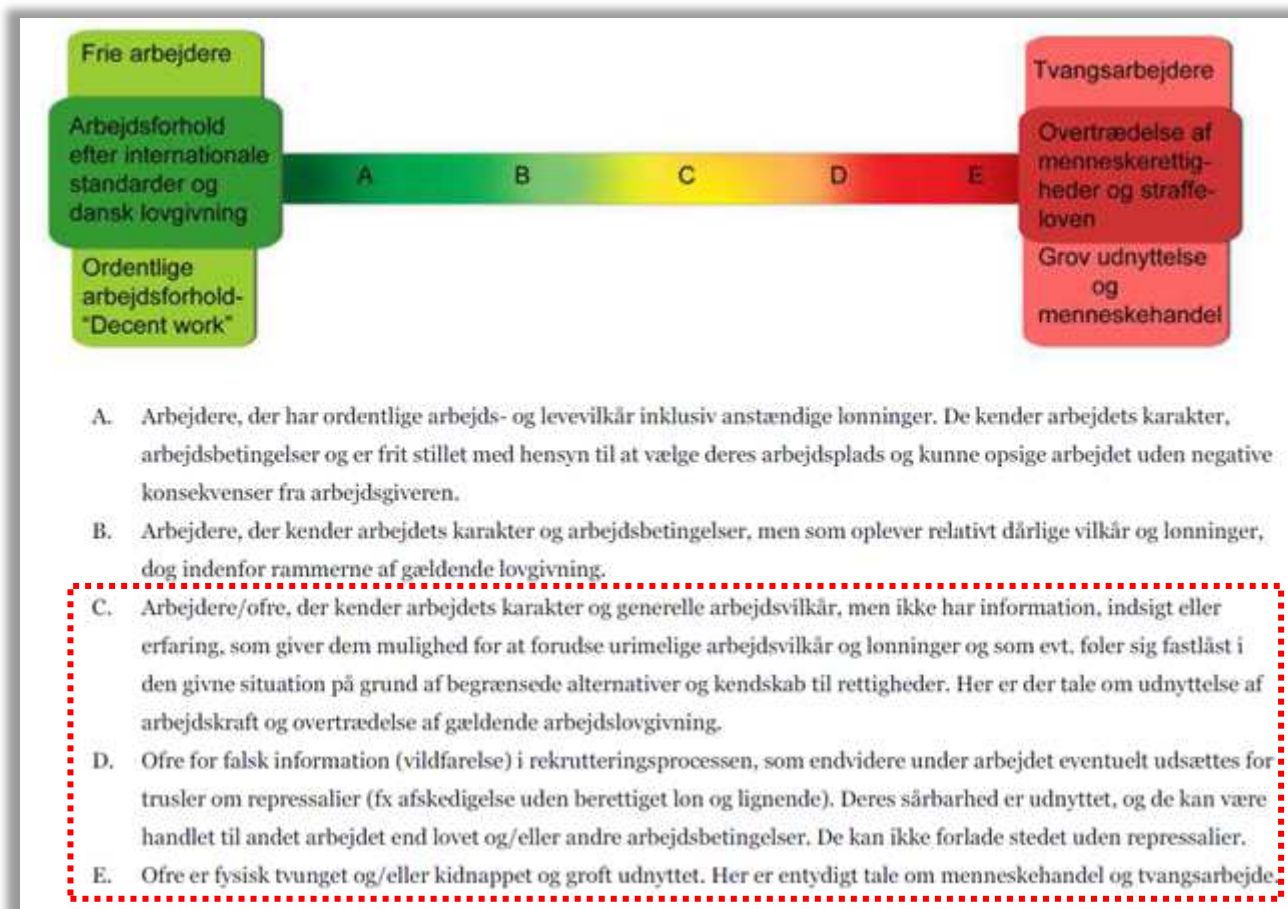 Frie arbejdere
Arbejdsforhold
efter internationale
standarder og
dansk lovgivning
Ordentlige
arbejdsforhold-
"Decent work"
A B C D E
Tvangsarbejdere
Overtrædelse af
menneskerettig-
heder og straffe-
loven
Grov udnyttelse
og
menneskehandel
A. Arbejdere, der har ordentlige arbejds- og levevilkår inklusiv anstændige lønninger. De kender arbejdets karakter,
arbejdsbetingelser og er frit stillet med hensyn til at vælge deres arbejdsplads og kunne opsige arbejdet uden negative
konsekvenser fra arbejdsgiveren.
B. Arbejdere, der kender arbejdets karakter og arbejdsbetingelser, men som oplever relativt dårlige vilkår og lønninger,
dog indenfor rammerne af gældende lovgivning.
C. Arbejdere/ofre, der kender arbejdets karakter og generelle arbejdsvilkår, men ikke har information, indsigt eller
erfaring, som giver dem mulighed for at forudse urimelige arbejdsvilkår og lønninger og som evt. føler sig fastlåst i
den givne situation på grund af begrænsede alternativer og kendskab til rettigheder. Her er der tale om udnyttelse af
arbejdskraft og overtrædelse af gældende arbejdslovgivning.
D. Ofre for falsk information (vildfarelse) i rekrutteringsprocessen, som endvidere under arbejdet eventuelt udsættes for
trusler om repressalier (fx afskedigelse uden berettiget løn og lignende). Deres sårbarhed er udnyttet, og de kan være
handlet til andet arbejdet end lovet og/eller andre arbejdsbetingelser. De kan ikke forlade stedet uden repressalier.
E. Ofre er fysisk tvunget og/eller kidnappet og groft udnyttet. Her er entydigt tale om menneskehandel og tvangsarbejde.